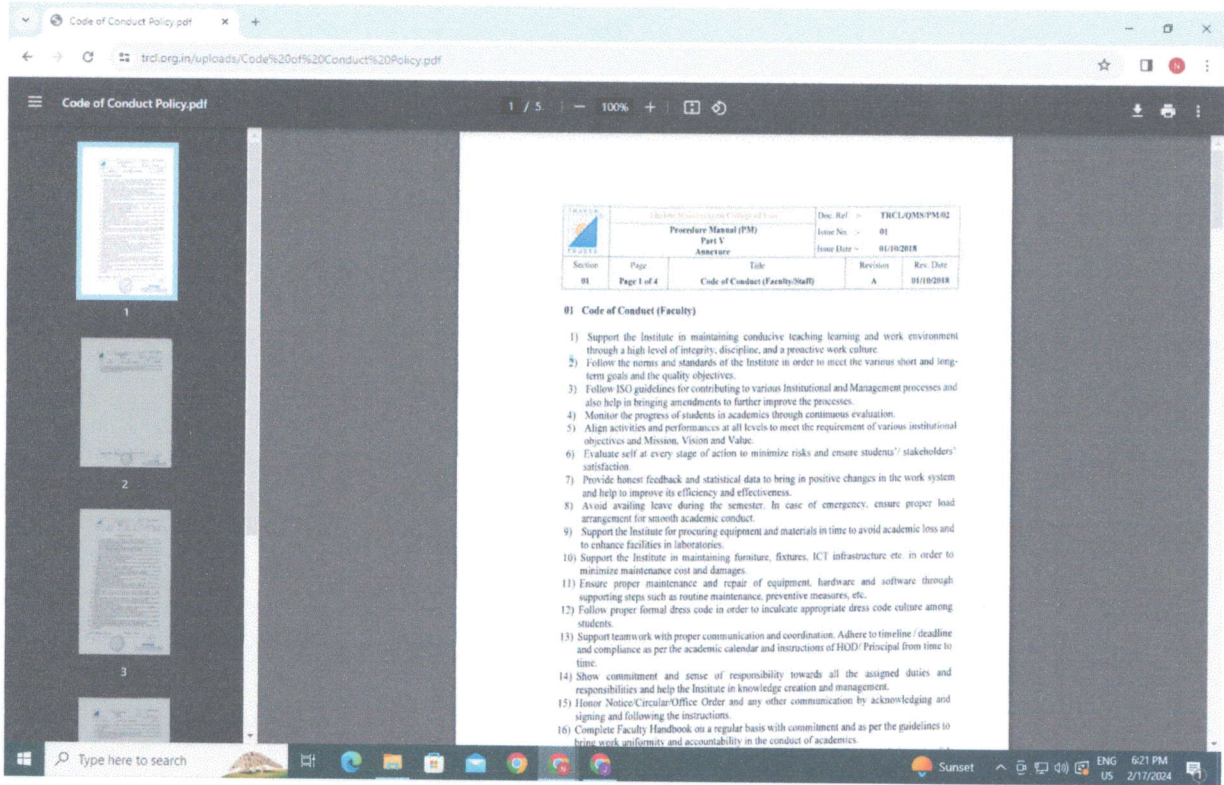 Code of Conduct Policy.pdf
trcl.org.in/uploads/Code%20of%20Conduct%20Policy.pdf
Code of Conduct Policy.pdf
1 / 5
100%
1
2
3
THAKUR
Doc. Ref :- TRCL/QMS/PM/02
Procedure Manual (PM)
Issue No. :- 01
Part V
Annexure
Issue Date :- 01/10/2018
Section Page Title Revision Rev. Date
01 Page 1 of 4 Code of Conduct (Faculty/Staff) A 01/10/2018
01 Code of Conduct (Faculty)
1) Support the Institute in maintaining conducive teaching learning and work environment
through a high level of integrity, discipline, and a proactive work culture.
2) Follow the norms and standards of the Institute in order to meet the various short and long-
term goals and the quality objectives.
3) Follow ISO guidelines for contributing to various Institutional and Management processes and
also help in bringing amendments to further improve the processes.
4) Monitor the progress of students in academics through continuous evaluation.
5) Align activities and performances at all levels to meet the requirement of various institutional
objectives and Mission, Vision and Value.
6) Evaluate self at every stage of action to minimize risks and ensure students'/ stakeholders'
satisfaction.
7) Provide honest feedback and statistical data to bring in positive changes in the work system
and help to improve its efficiency and effectiveness.
8) Avoid availing leave during the semester. In case of emergency, ensure proper load
arrangement for smooth academic conduct.
9) Support the Institute for procuring equipment and materials in time to avoid academic loss and
to enhance facilities in laboratories.
10) Support the Institute in maintaining furniture, fixtures, ICT infrastructure etc. in order to
minimize maintenance cost and damages.
11) Ensure proper maintenance and repair of equipment, hardware and software through
supporting steps such as routine maintenance, preventive measures, etc.
12) Follow proper formal dress code in order to inculcate appropriate dress code culture among
students.
13) Support teamwork with proper communication and coordination. Adhere to timeline / deadline
and compliance as per the academic calendar and instructions of HOD/ Principal from time to
time.
14) Show commitment and sense of responsibility towards all the assigned duties and
responsibilities and help the Institute in knowledge creation and management.
15) Honor Notice/Circular/Office Order and any other communication by acknowledging and
signing and following the instructions.
16) Complete Faculty Handbook on a regular basis with commitment and as per the guidelines to
bring work uniformity and accountability in the conduct of academics.
Type here to search
Sunset
ENG
US
6:21 PM
2/17/2024